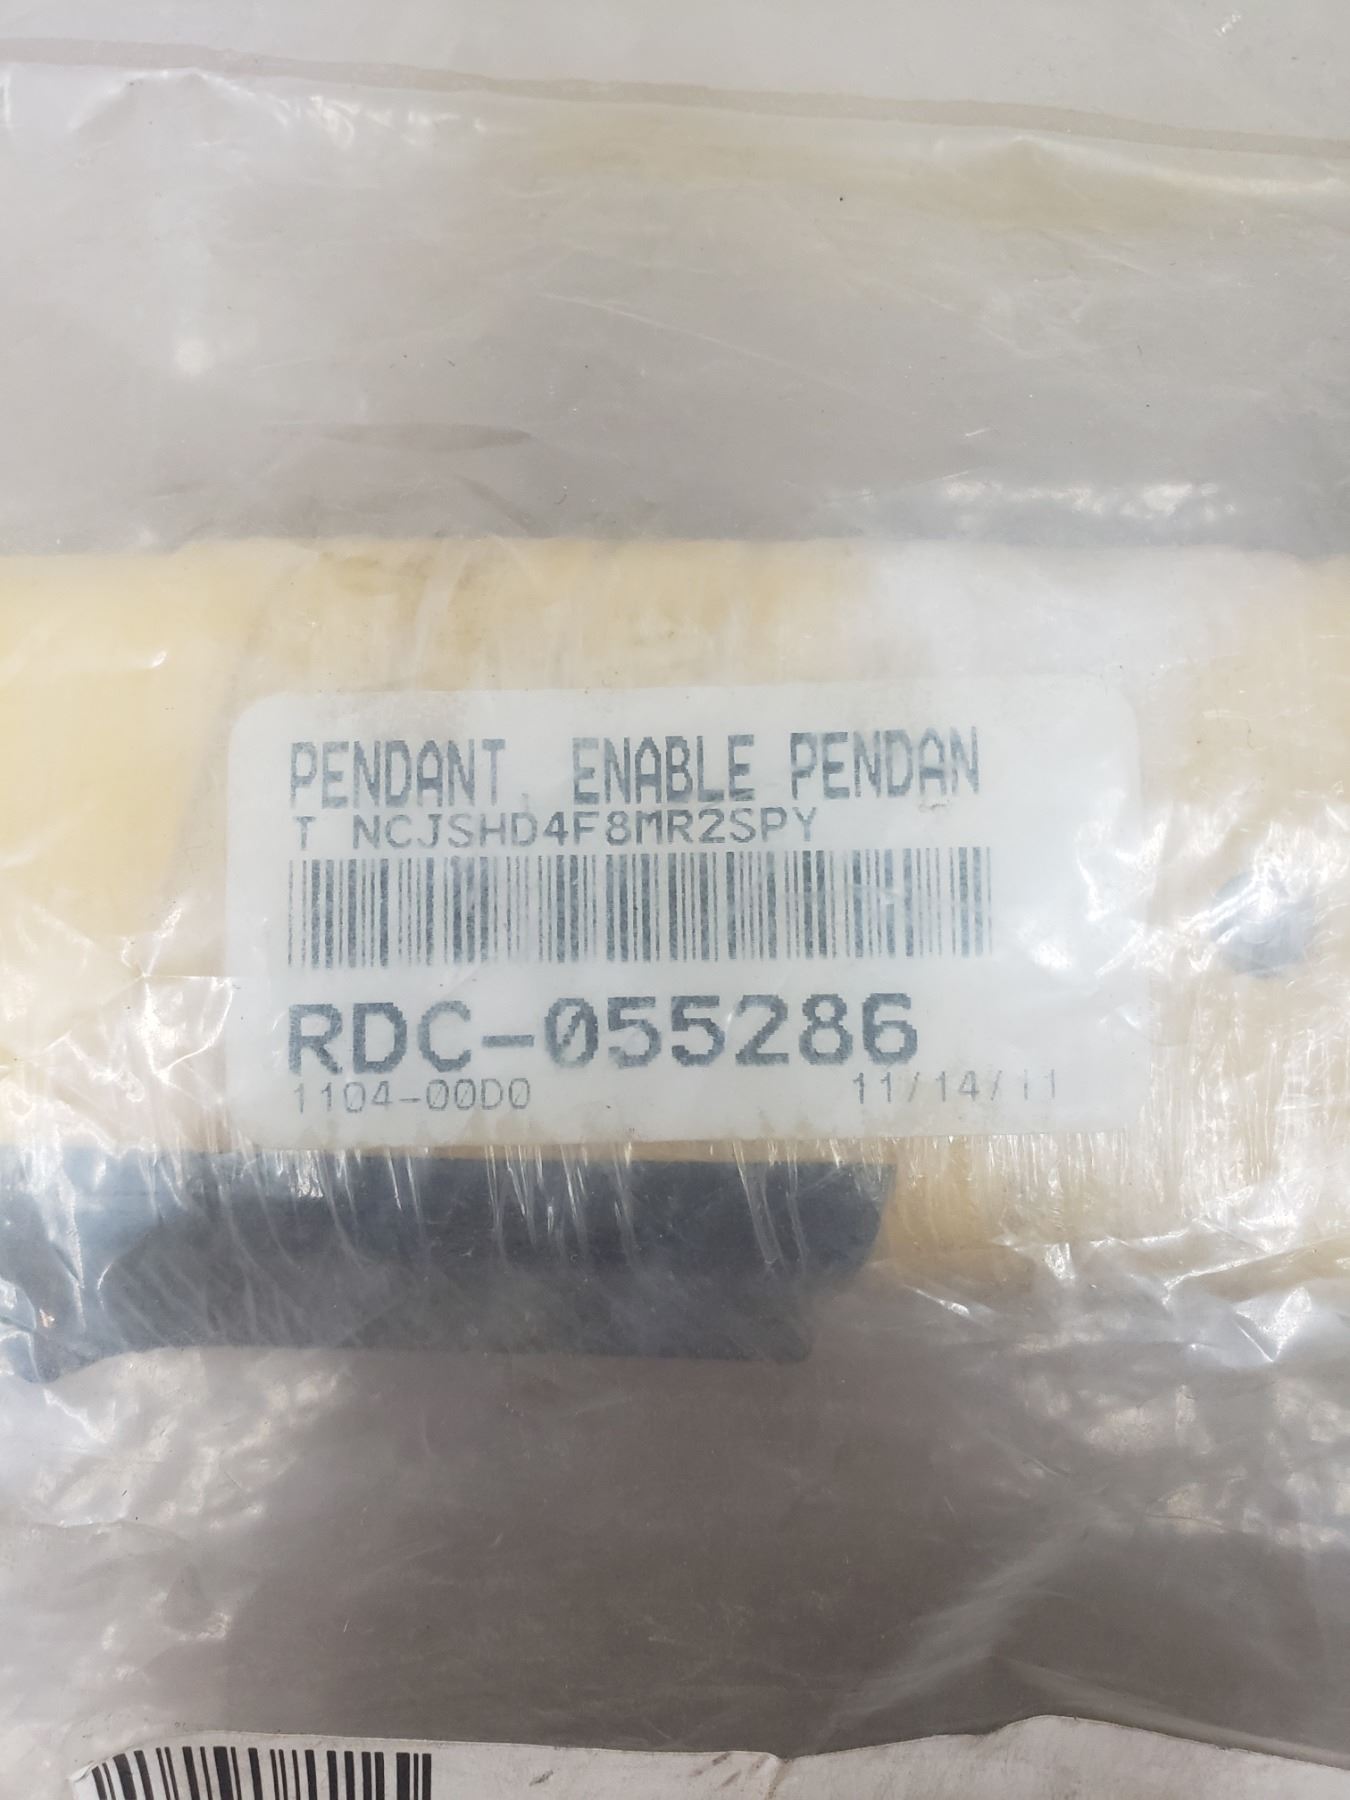 PENDANT, ENABLE PENDAN
T NCJSHD4F8MR2SPY
RDC-055286
1104-00D0 11/14/11